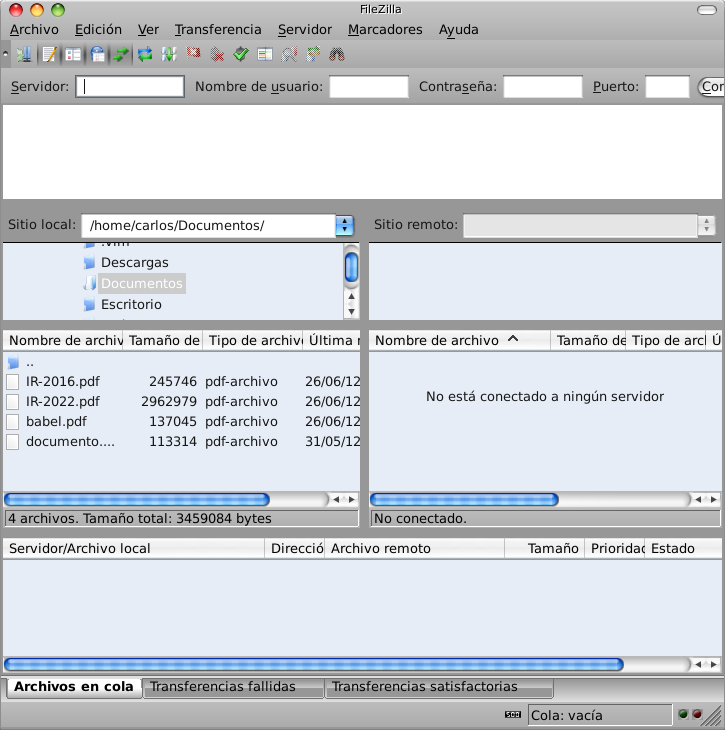 FileZilla
Archivo Edición Ver Transferencia Servidor Marcadores Ayuda
Servidor: Nombre de usuario: Contraseña: Puerto: Con
Sitio local: /home/carlos/Documentos/ Sitio remoto:
.vim
Descargas
Documentos
Escritorio
Nombre de archiv Tamaño de Tipo de archivo Última Nombre de archivo Tamaño de Tipo de arc Ú
..
IR-2016.pdf 245746 pdf-archivo 26/06/12
IR-2022.pdf 2962979 pdf-archivo 26/06/12
babel.pdf 137045 pdf-archivo 26/06/12
documento.... 113314 pdf-archivo 31/05/12
No está conectado a ningún servidor
4 archivos. Tamaño total: 3459084 bytes No conectado.
Servidor/Archivo local Direcció Archivo remoto Tamaño Prioridad Estado
Archivos en cola Transferencias fallidas Transferencias satisfactorias
Cola: vacía